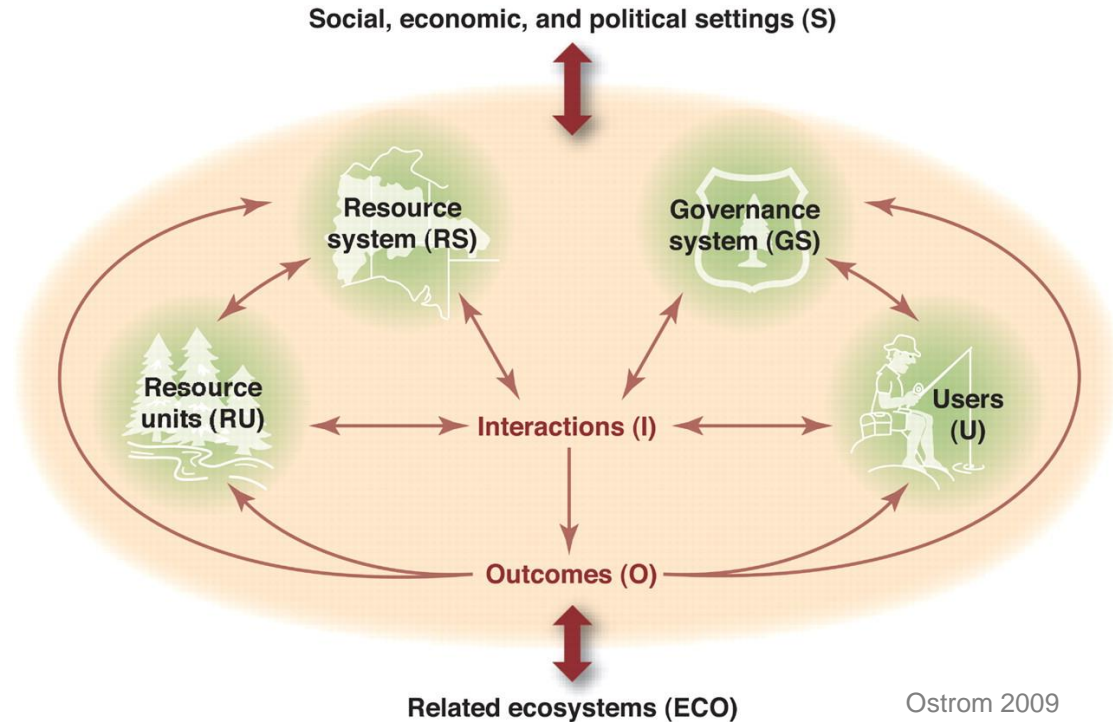 Social, economic, and political settings (S)
Resource
system (RS)
Governance
system (GS)
Resource
units (RU)
Interactions (I)
Users
(U)
Outcomes (O)
Related ecosystems (ECO)
Ostrom 2009